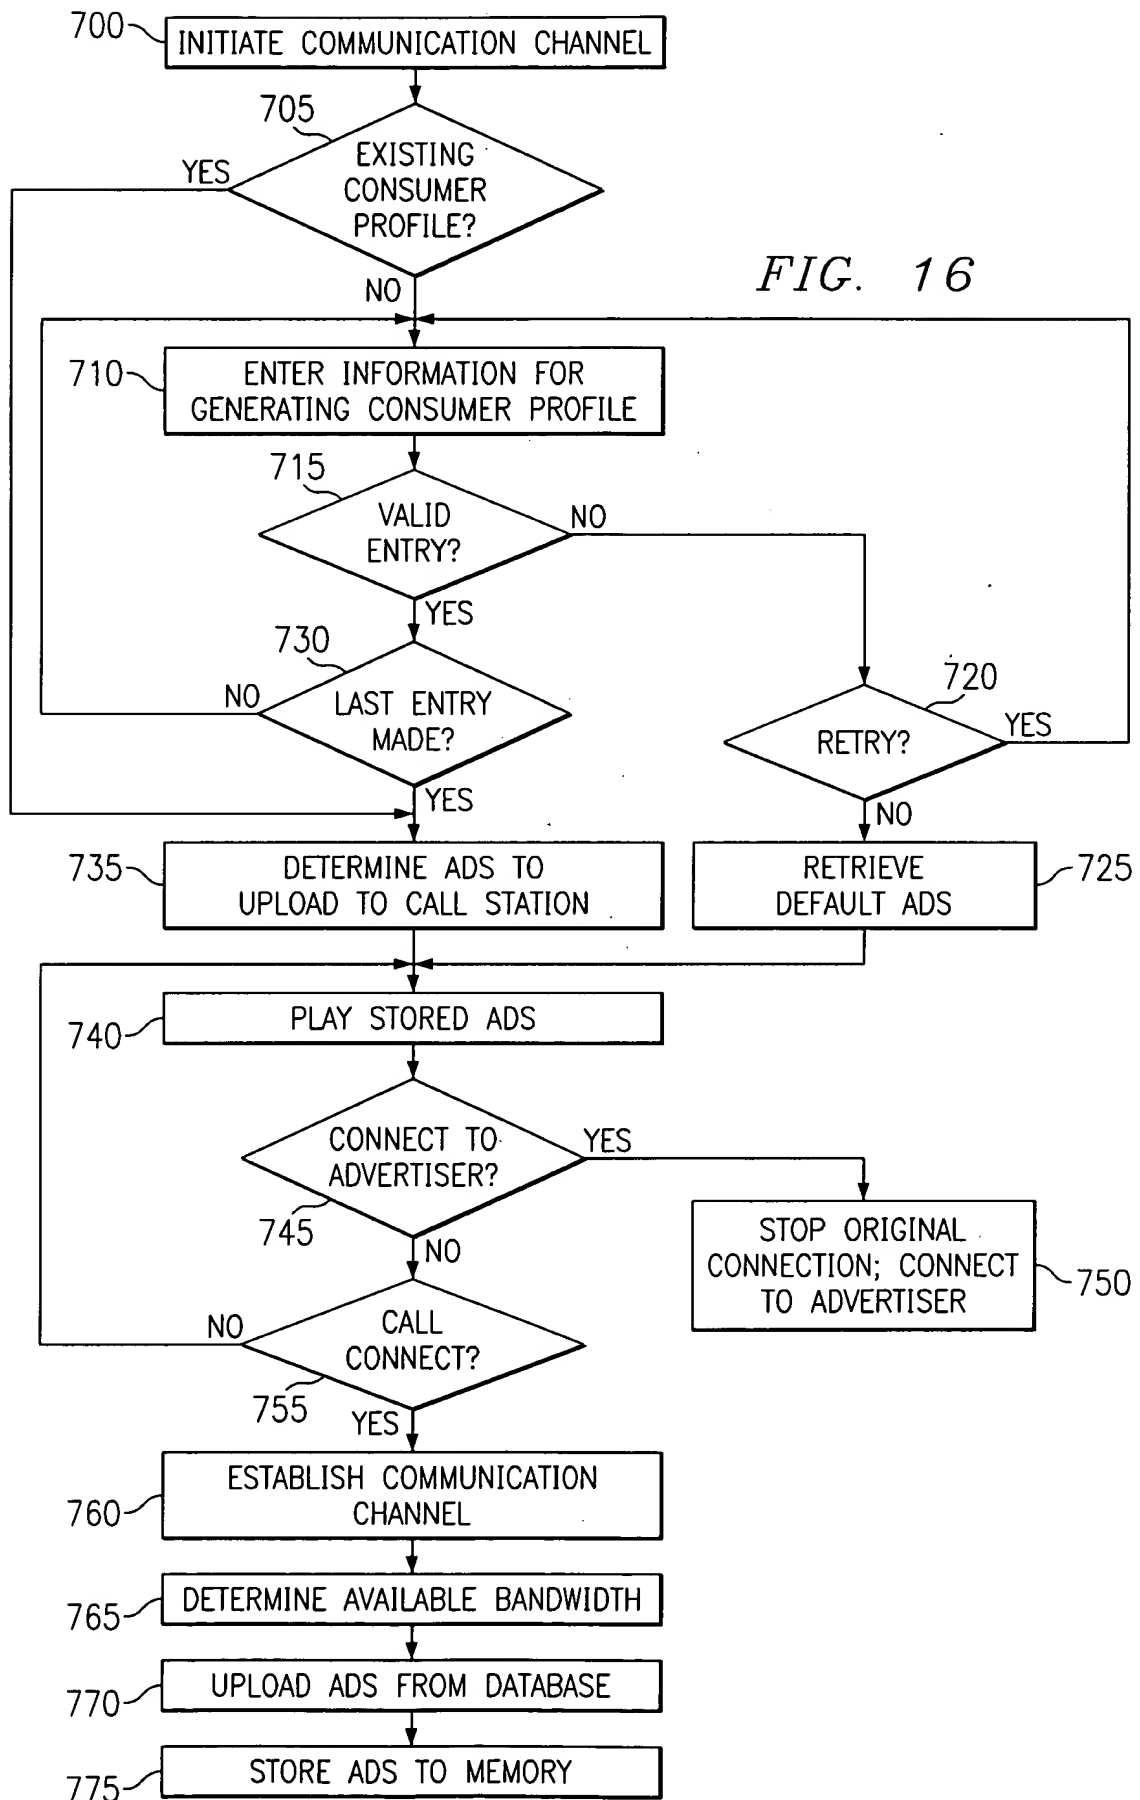 700
INITIATE COMMUNICATION CHANNEL
705
EXISTING
CONSUMER
PROFILE?
YES
NO
FIG. 16
710
ENTER INFORMATION FOR
GENERATING CONSUMER PROFILE
715
VALID
ENTRY?
NO
YES
730
LAST ENTRY
MADE?
NO
YES
720
RETRY?
YES
NO
735
DETERMINE ADS TO
UPLOAD TO CALL STATION
RETRIEVE
DEFAULT ADS
725
740
PLAY STORED ADS
CONNECT TO
ADVERTISER?
YES
745
NO
STOP ORIGINAL
CONNECTION; CONNECT
TO ADVERTISER
750
CALL
CONNECT?
NO
755
YES
ESTABLISH COMMUNICATION
CHANNEL
760
DETERMINE AVAILABLE BANDWIDTH
765
UPLOAD ADS FROM DATABASE
770
STORE ADS TO MEMORY
775